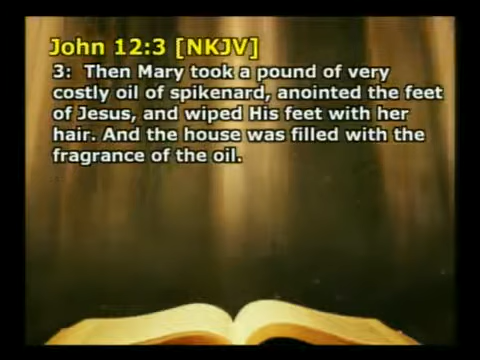 John 12:3 [NKJV]
3:  Then Mary took a pound of very
costly oil of spikenard, anointed the feet
of Jesus, and wiped His feet with her
hair. And the house was filled with the
fragrance of the oil.